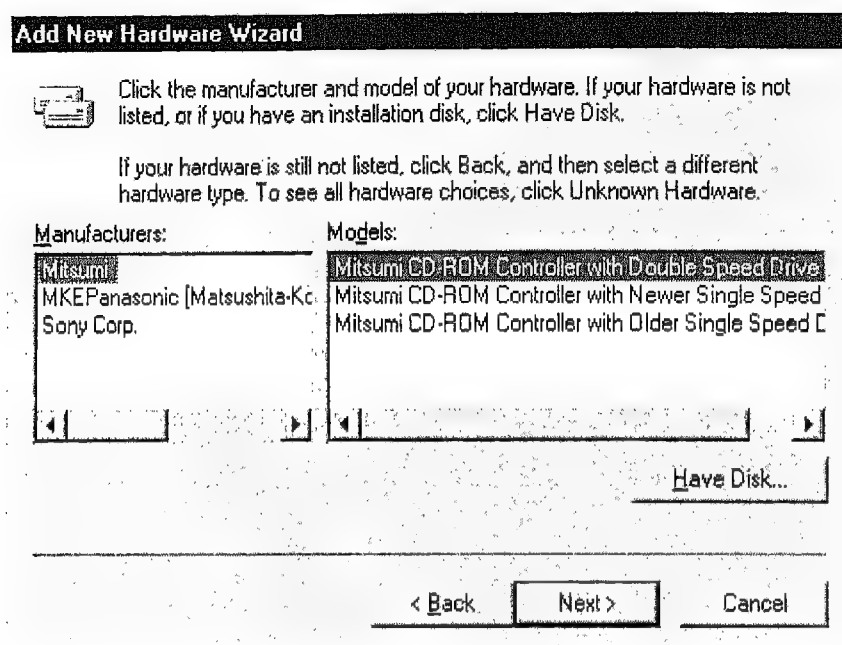 Add New Hardware Wizard
Click the manufacturer and model of your hardware. If your hardware is not
listed, or if you have an installation disk, click Have Disk.
If your hardware is still not listed, click Back, and then select a different
hardware type. To see all hardware choices, click Unknown Hardware.
Manufacturers:
Models:
Mitsumi
MKEPanasonic [Matsushita-Ko
Sony Corp.
Mitsumi CD-ROM Controller with Double Speed Drive
Mitsumi CD-ROM Controller with Newer Single Speed
Mitsumi CD-ROM Controller with Older Single Speed D
Have Disk...
< Back
Next >
Cancel